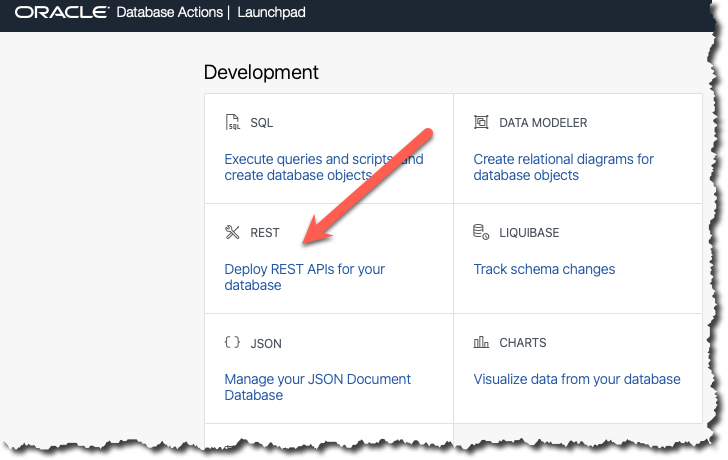 ORACLE Database Actions | Launchpad
Development
SQL
SQL
Execute queries and scripts, and
create database objects
DATA MODELER
Create relational diagrams for
database objects
REST
Deploy REST APIs for your
database
LIQUIBASE
Track schema changes
{ } JSON
Manage your JSON Document
Database
CHARTS
Visualize data from your database